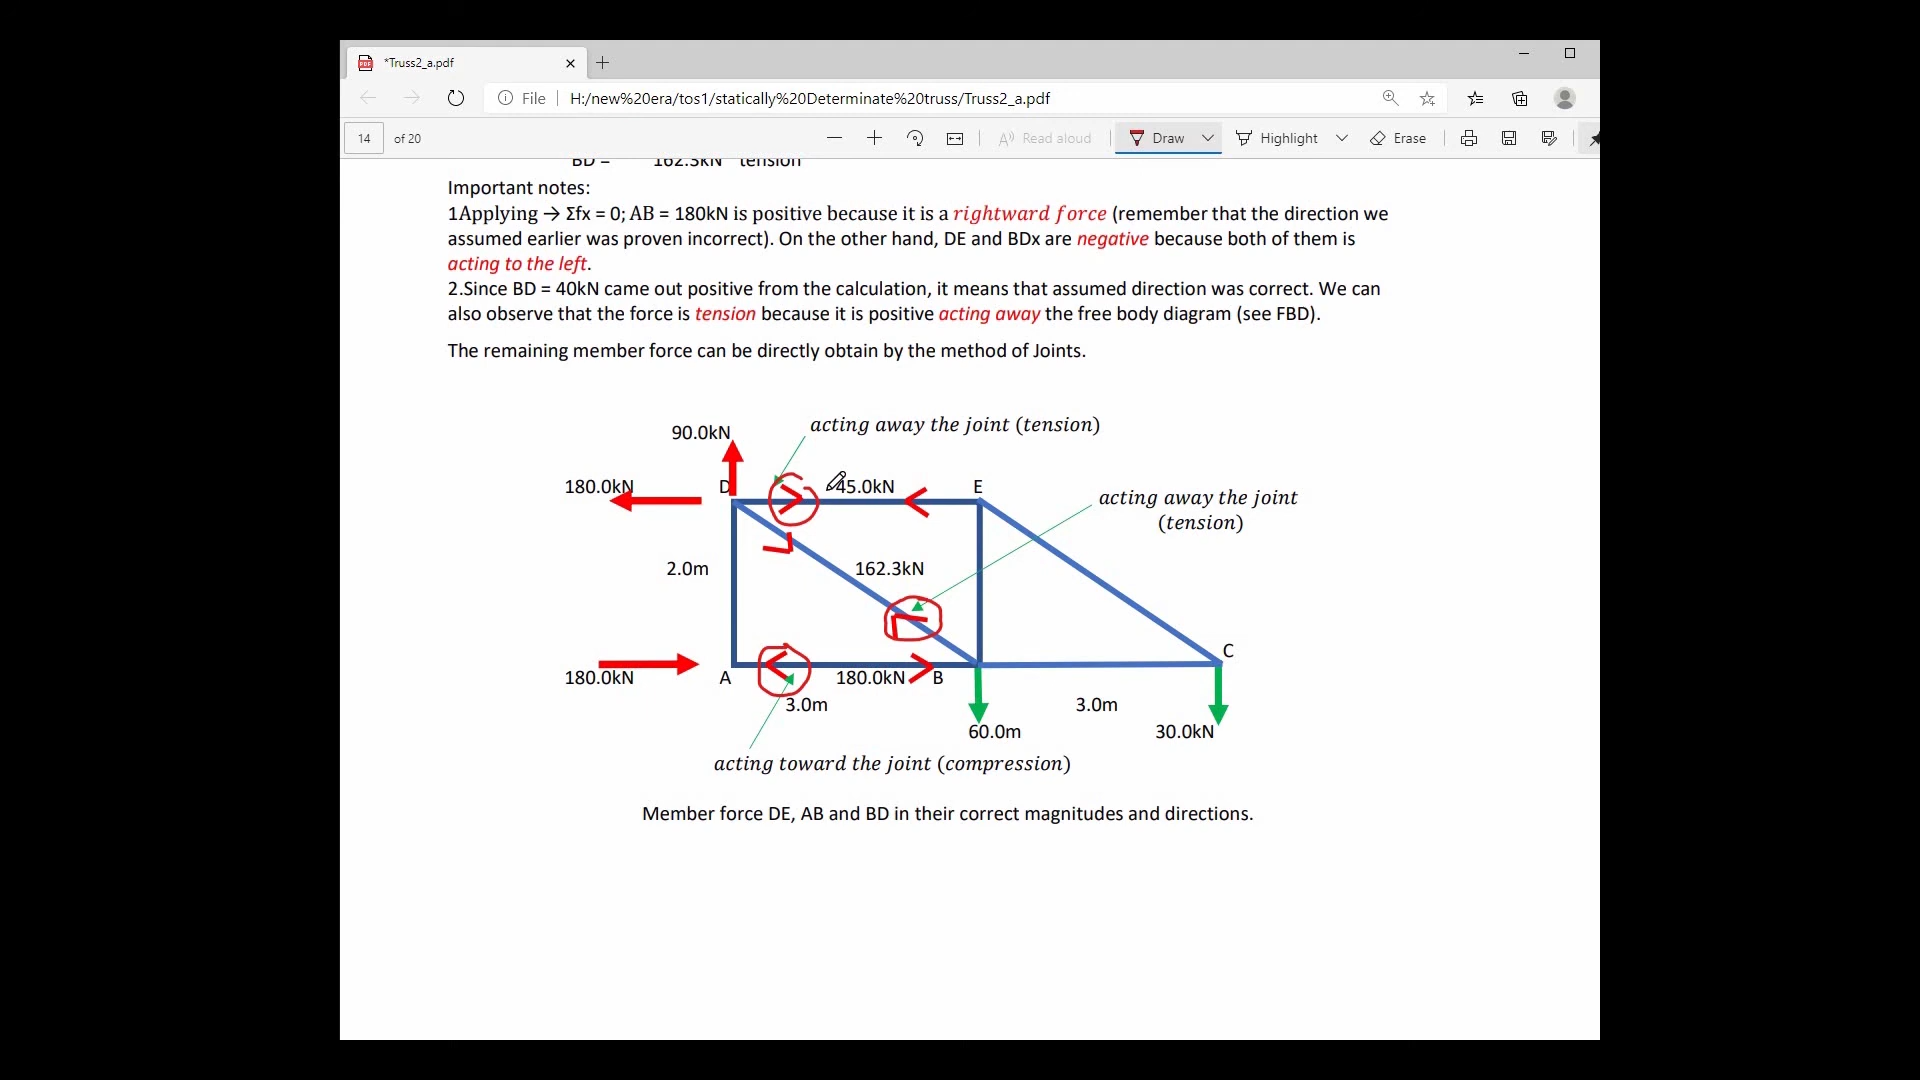 *Truss2_a.pdf
File H:/new%20era/tos1/statically%20Determinate%20truss/Truss2_a.pdf
14 of 20 Read aloud Draw Highlight Erase
BD = 162.3kN tension
Important notes:
1Applying → Σfx = 0; AB = 180kN is positive because it is a rightward force (remember that the direction we
assumed earlier was proven incorrect). On the other hand, DE and BDx are negative because both of them is
acting to the left.
2.Since BD = 40kN came out positive from the calculation, it means that assumed direction was correct. We can
also observe that the force is tension because it is positive acting away the free body diagram (see FBD).
The remaining member force can be directly obtain by the method of Joints.
acting away the joint (tension)
90.0kN
180.0kN D 45.0kN E
acting away the joint
(tension)
2.0m 162.3kN
C
180.0kN A 180.0kN B
3.0m 3.0m
60.0m 30.0kN
acting toward the joint (compression)
Member force DE, AB and BD in their correct magnitudes and directions.